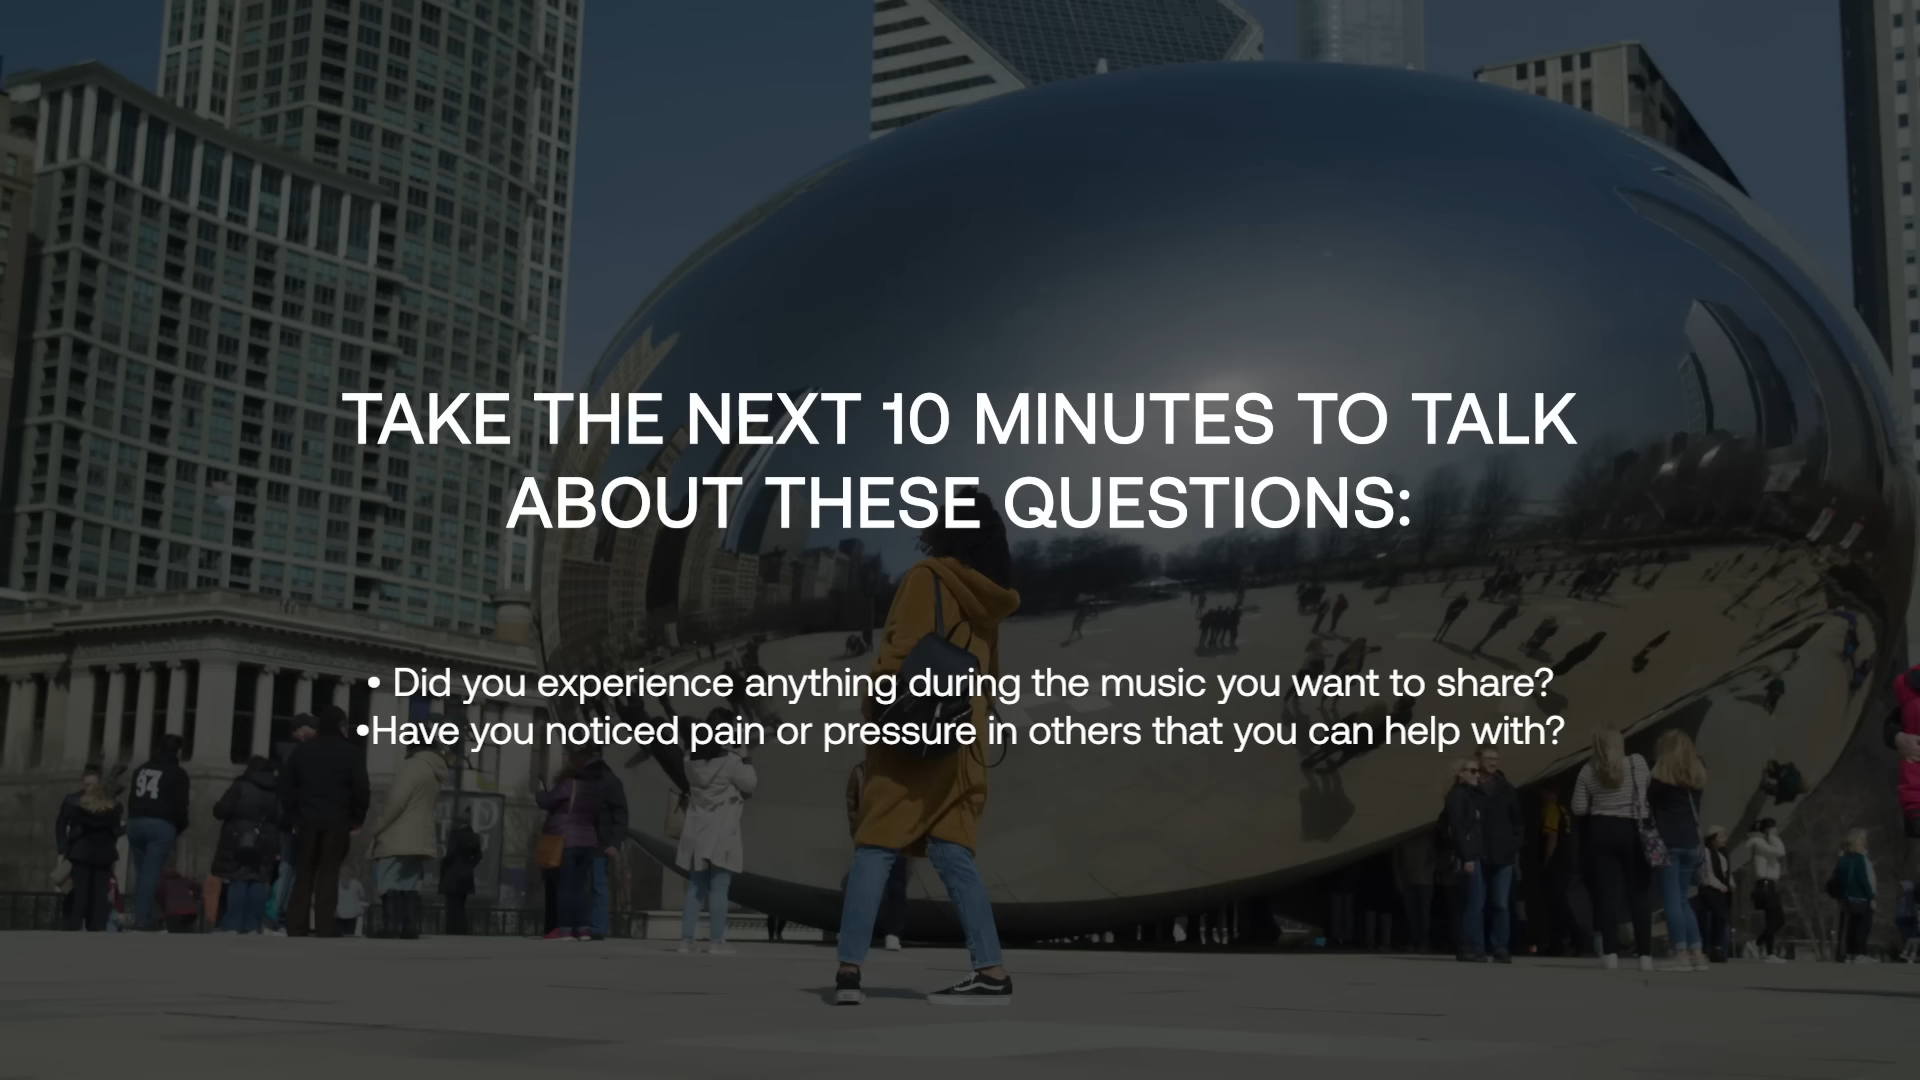 TAKE THE NEXT 10 MINUTES TO TALK
ABOUT THESE QUESTIONS:
• Did you experience anything during the music you want to share?
•Have you noticed pain or pressure in others that you can help with?
94